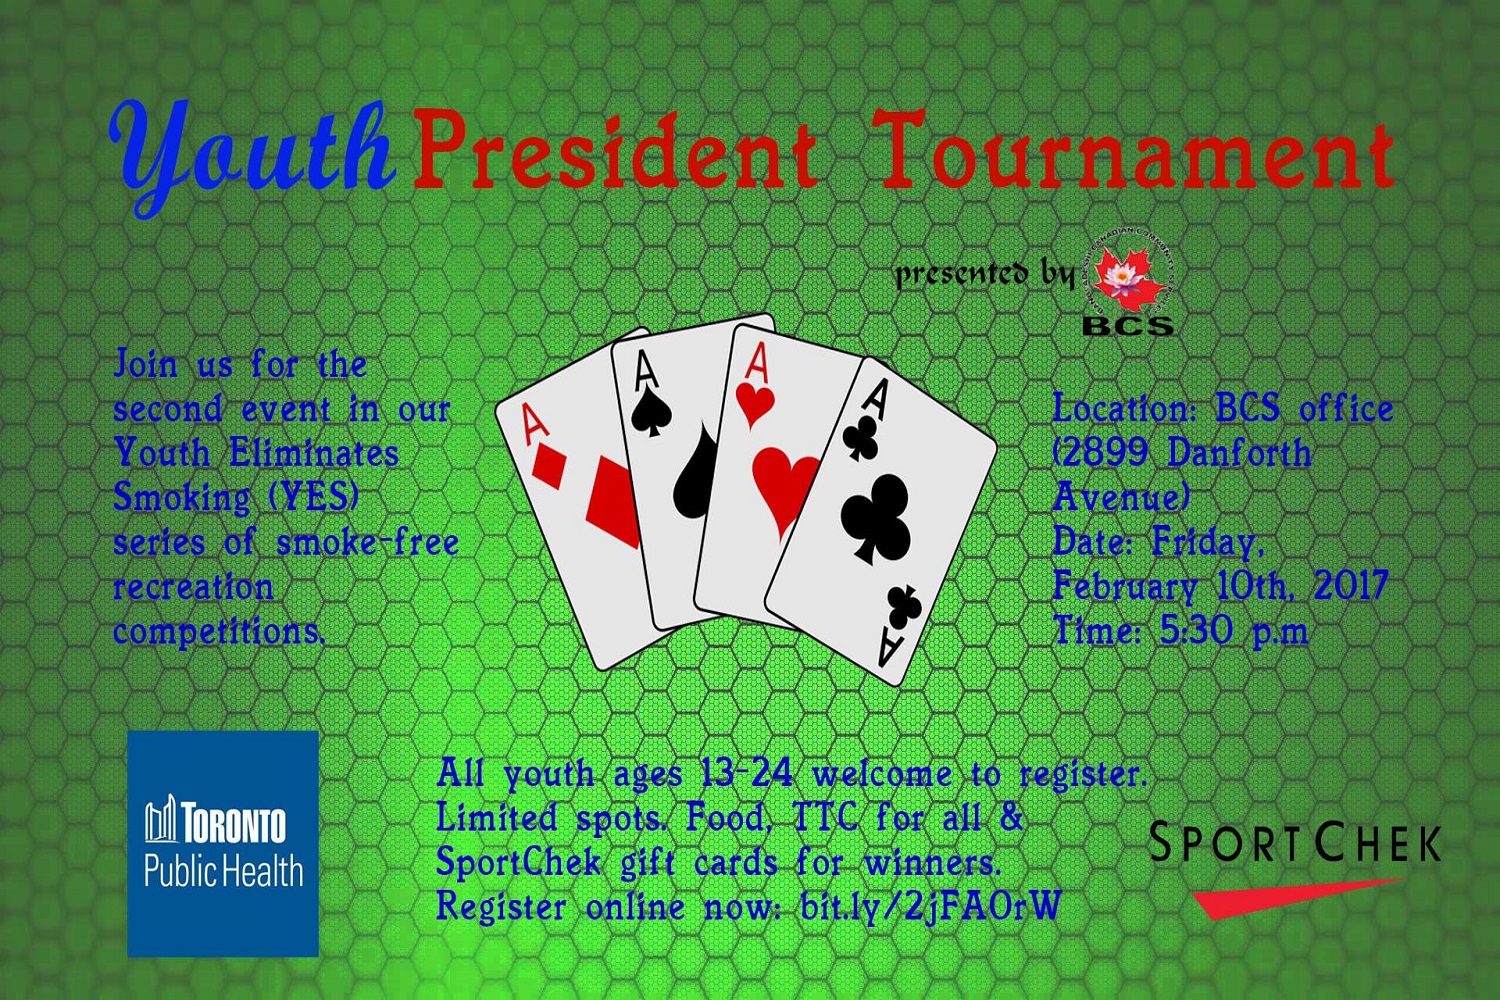 Youth President Tournament
presented by
BCS
Join us for the
second event in our
Youth Eliminates
Smoking (YES)
series of smoke-free
recreation
competitions.
A
A
A
A
A
Location: BCS office
(2899 Danforth
Avenue)
Date: Friday,
February 10th, 2017
Time: 5:30 p.m
TORONTO
Public Health
All youth ages 13-24 welcome to register.
Limited spots. Food, TTC for all &
SportChek gift cards for winners.
Register online now: bit.ly/2jFAOrW
SPORTCHEK